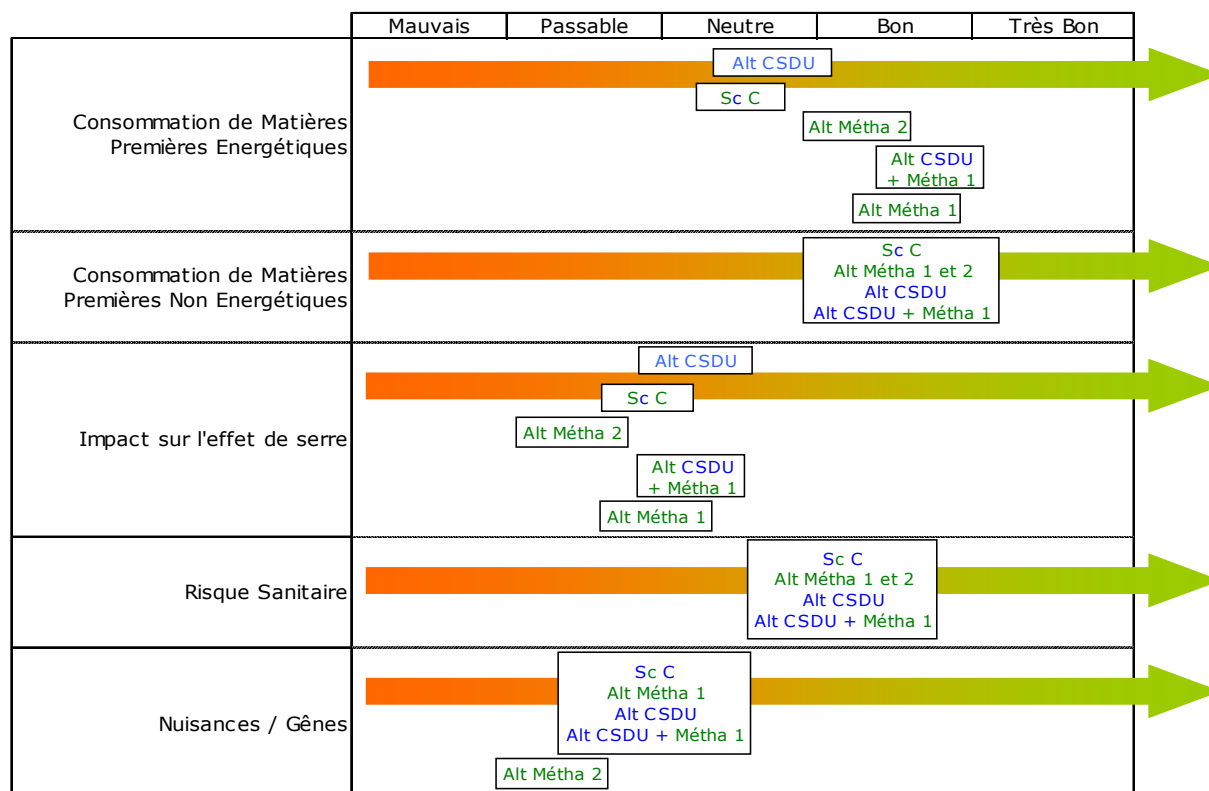 Mauvais Passable Neutre Bon Très Bon
Consommation de Matières
Premières Energétiques
Alt CSDU
Sc C
Alt Métha 2
Alt CSDU
+ Métha 1
Alt Métha 1
Consommation de Matières
Premières Non Energétiques
Sc C
Alt Métha 1 et 2
Alt CSDU
Alt CSDU + Métha 1
Impact sur l'effet de serre
Alt CSDU
Sc C
Alt Métha 2
Alt CSDU
+ Métha 1
Alt Métha 1
Risque Sanitaire
Sc C
Alt Métha 1 et 2
Alt CSDU
Alt CSDU + Métha 1
Nuisances / Gênes
Sc C
Alt Métha 1
Alt CSDU
Alt CSDU + Métha 1
Alt Métha 2